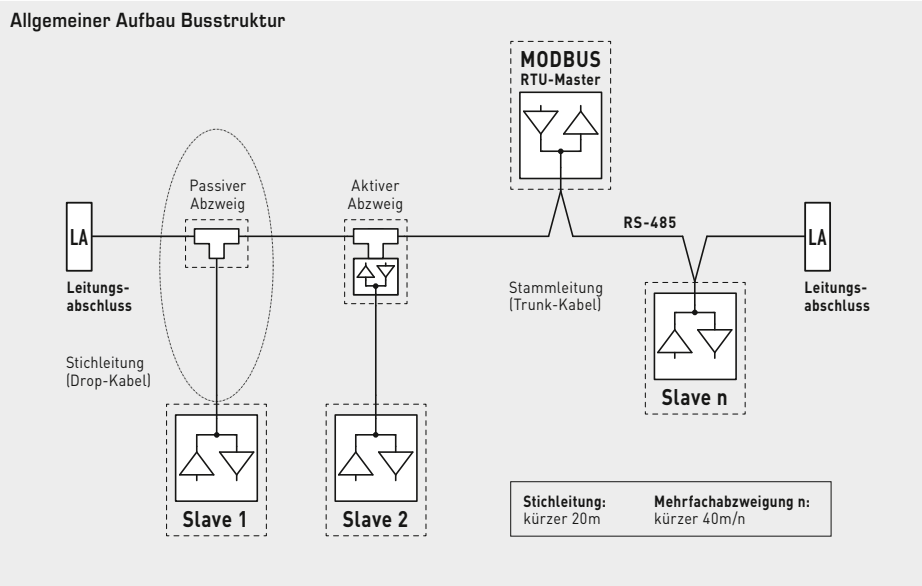 Allgemeiner Aufbau Busstruktur
MODBUS
RTU-Master
Passiver
Abzweig
Aktiver
Abzweig
RS-485
LA
LA
Leitungs-
abschluss
Stammleitung
(Trunk-Kabel)
Leitungs-
abschluss
Stichleitung
(Drop-Kabel)
Slave n
Slave 1
Slave 2
Stichleitung:
kürzer 20m
Mehrfachabzweigung n:
kürzer 40m/n